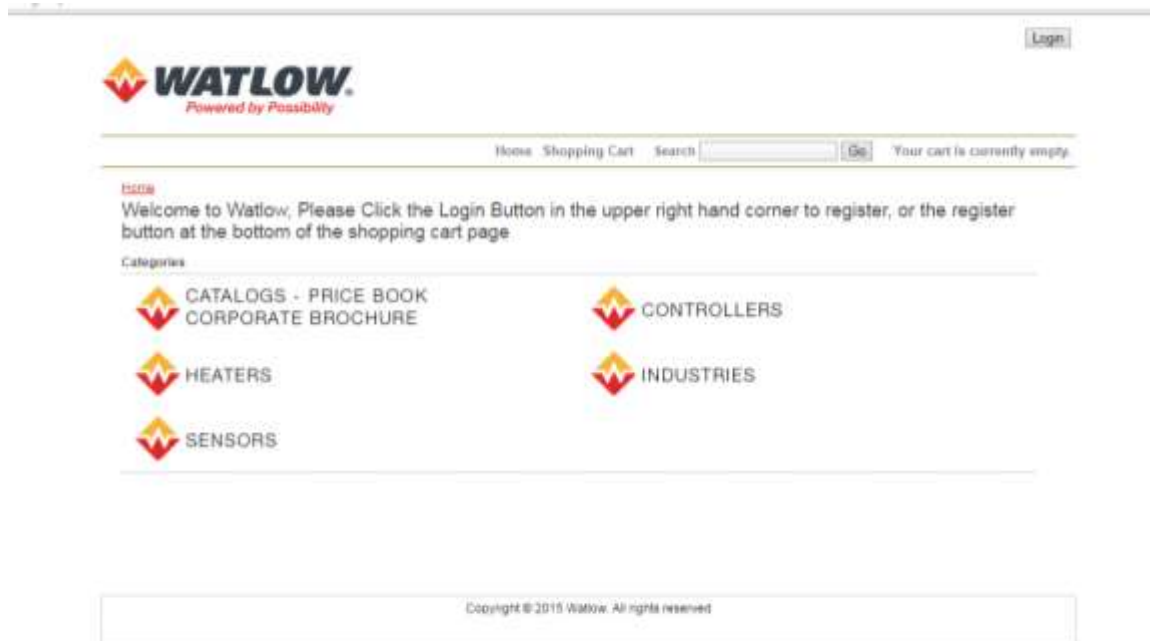 Login
WATLOW®
Powered by Possibility
Home Shopping Cart Search Go Your cart is currently empty.
Home
Welcome to Watlow, Please Click the Login Button in the upper right hand corner to register, or the register
button at the bottom of the shopping cart page
Categories
CATALOGS - PRICE BOOK
CORPORATE BROCHURE
CONTROLLERS
HEATERS
INDUSTRIES
SENSORS
Copyright © 2015 Watlow. All rights reserved